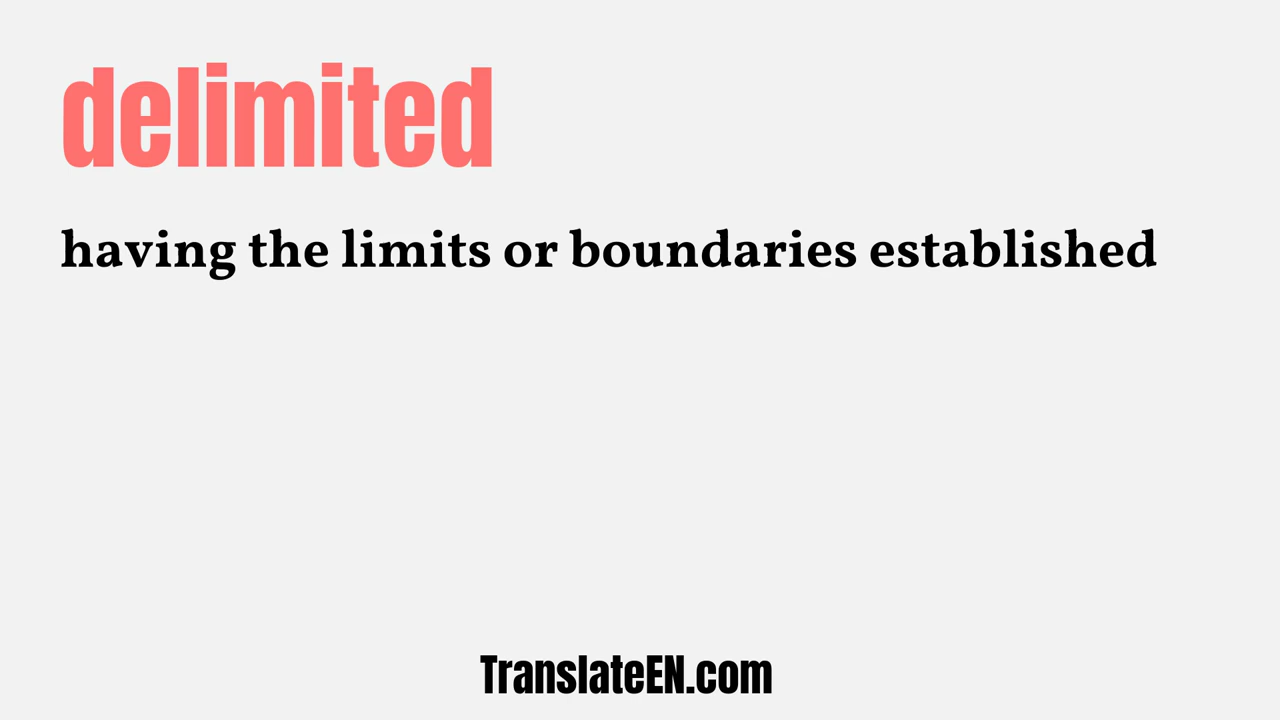 delimited
having the limits or boundaries established
TranslateEN.com